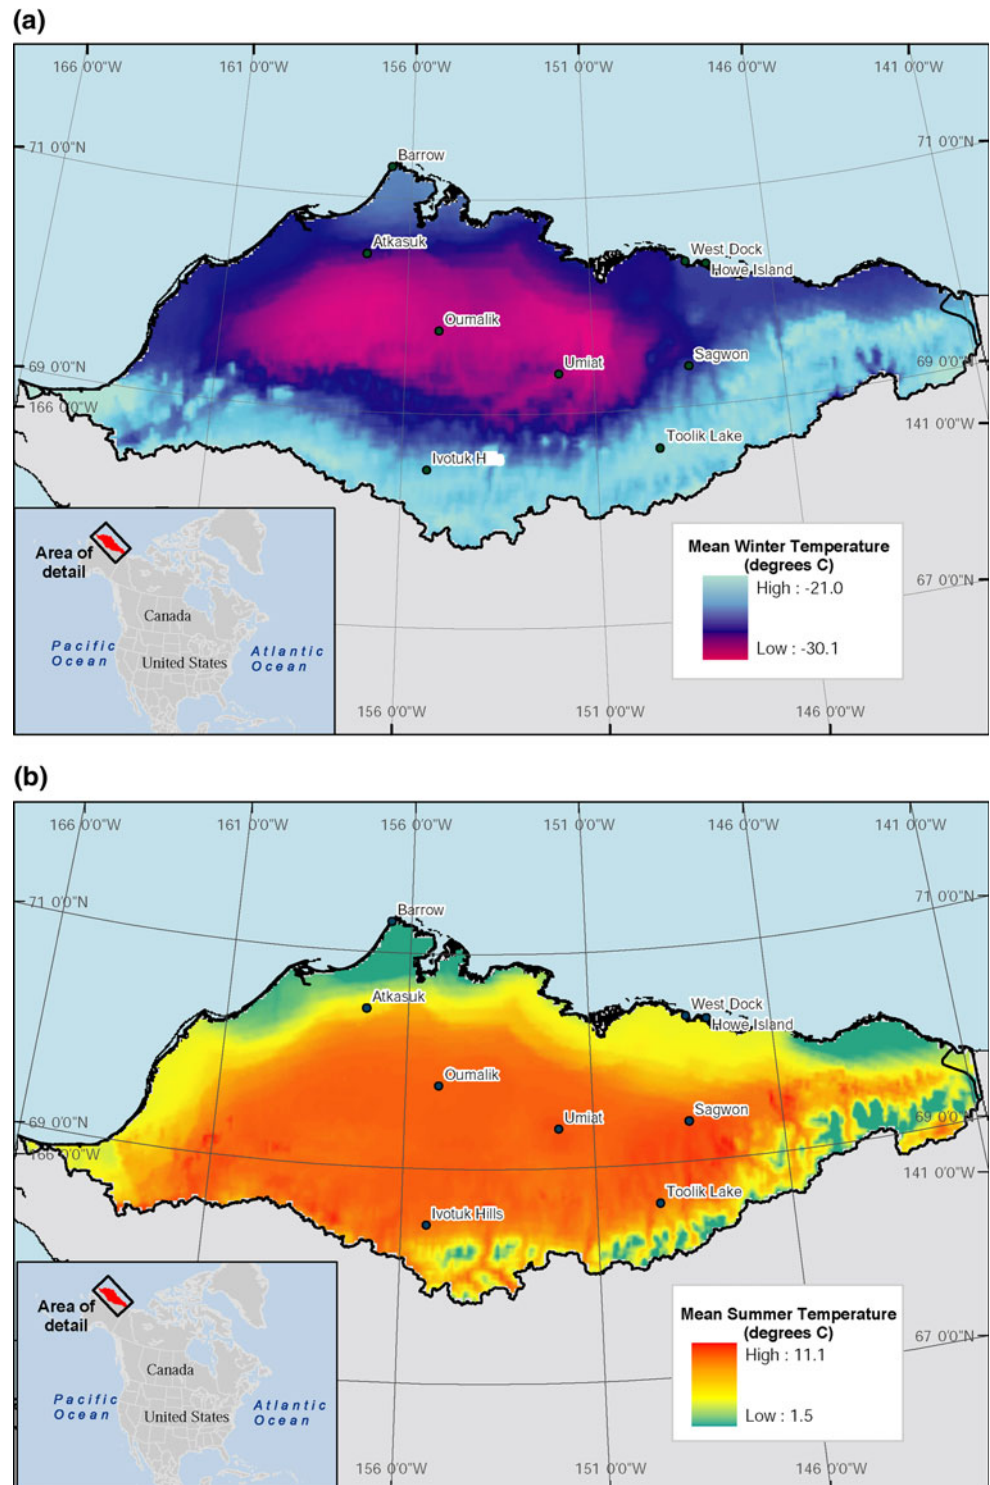 (a)
166 0'0"W
161 0'0"W
156 0'0"W
151 0'0"W
146 0'0"W
141 0'0"W
71 0'0"N
71 0'0"N
Barrow
Atkasuk
West Dock
Howe Island
Oumalik
Umiat
Sagwon
69 0'0"N
69 0'0"N
166 0'0"W
141 0'0"W
Toolik Lake
Ivotuk H
Area of
detail
Canada
Pacific
Ocean
United States
Atlantic
Ocean
Mean Winter Temperature
(degrees C)
High : -21.0
Low : -30.1
67 0'0"N
156 0'0"W
151 0'0"W
146 0'0"W
(b)
166 0'0"W
161 0'0"W
156 0'0"W
151 0'0"W
146 0'0"W
141 0'0"W
71 0'0"N
71 0'0"N
Barrow
Atkasuk
West Dock
Howe Island
Oumalik
Umiat
Sagwon
69 0'0"N
69 0'0"
166 0'0"W
141 0'0"W
Toolik Lake
Ivotuk Hills
Area of
detail
Canada
Pacific
Ocean
United States
Atlantic
Ocean
Mean Summer Temperature
(degrees C)
High : 11.1
Low : 1.5
67 0'0"N
156 0'0"W
151 0'0"W
146 0'0"W